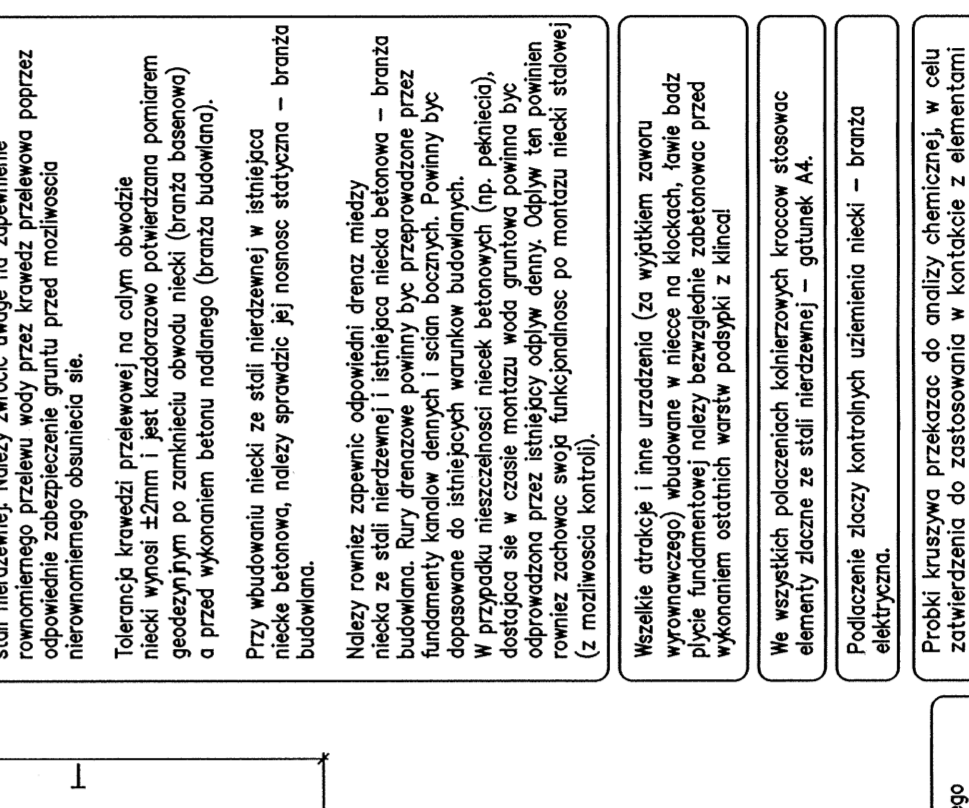 stali nierdzewnej. Nalezy zwrocic uwage na zapewnienie
rownomiernego przelewu wody przez krawedz przelewowa poprzez
odpowiednie zabezpieczenie gruntu przed mozliwoscia
nierownomiernego obsuniecia sie.
Tolerancja krawedzi przelewowej na calym obwodzie
niecki wynosi ±2mm i jest kazdorazowo potwierdzana pomiarem
geodezyjnym po zamknieciu obwodu niecki (branża basenowa)
a przed wykonaniem betonu nadlanego (branża budowlana).
Przy wbudowaniu niecki ze stali nierdzewnej w istniejaca
niecke betonowa, nalezy sprawdzic jej nosnosc statyczna – branża
budowlana.
Nalezy rowniez zapewnic odpowiedni drenaz miedzy
niecka ze stali nierdzewnej i istniejaca niecka betonowa – branża
budowlana. Rury drenazowe powinny byc przeprowadzone przez
fundamenty kanalow dennych i scian bocznych. Powinny byc
dopasowane do istniejacych warunkow budowlanych.
W przypadku nieszczelnosci niecek betonowych (np. pekniecia),
dostajaca sie w czasie montazu woda gruntowa powinna byc
odprowadzona przez istniejacy odplyw denny. Odplyw ten powinien
rowniez zachowac swoja funkcjonalnosc po montazu niecki stalowej
(z mozliwoscia kontroli).
Wszelkie atrakcje i inne urzadzenia (za wyjatkiem zaworu
wyrownawczego) wbudowane w niecce na klockach, ławie badz
plycie fundamentowej nalezy bezwzglednie zabetonowac przed
wykonaniem ostatnich warstw podsypki z klinca!
We wszystkich polaczeniach kolnierzowych kroccow stosowac
elementy zlaczne ze stali nierdzewnej – gatunek A4.
Podlaczenie zlaczy kontrolnych uziemienia niecki – branża
elektryczna.
Probki kruszywa przekazac do analizy chemicznej, w celu
zatwierdzenia do zastosowania w kontakcie z elementami